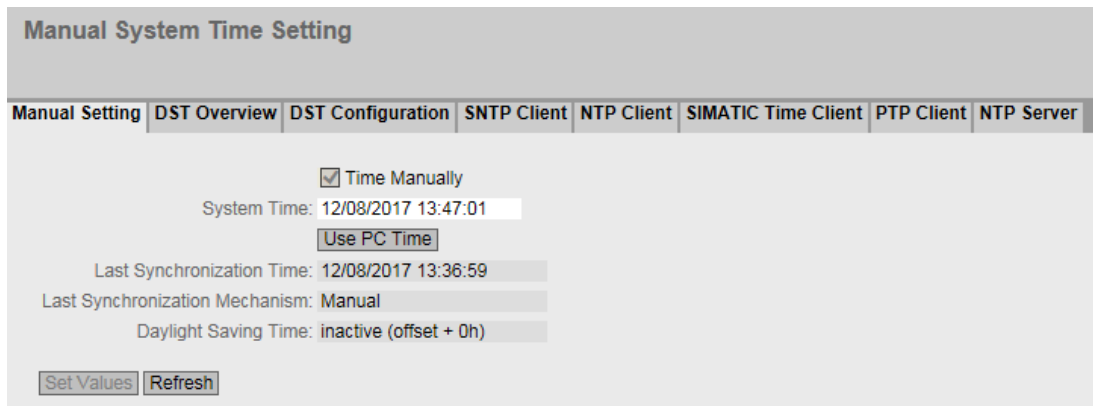 Manual System Time Setting
Manual Setting DST Overview DST Configuration SNTP Client NTP Client SIMATIC Time Client PTP Client NTP Server
Time Manually
System Time: 12/08/2017 13:47:01
Use PC Time
Last Synchronization Time: 12/08/2017 13:36:59
Last Synchronization Mechanism: Manual
Daylight Saving Time: inactive (offset + 0h)
Set Values Refresh